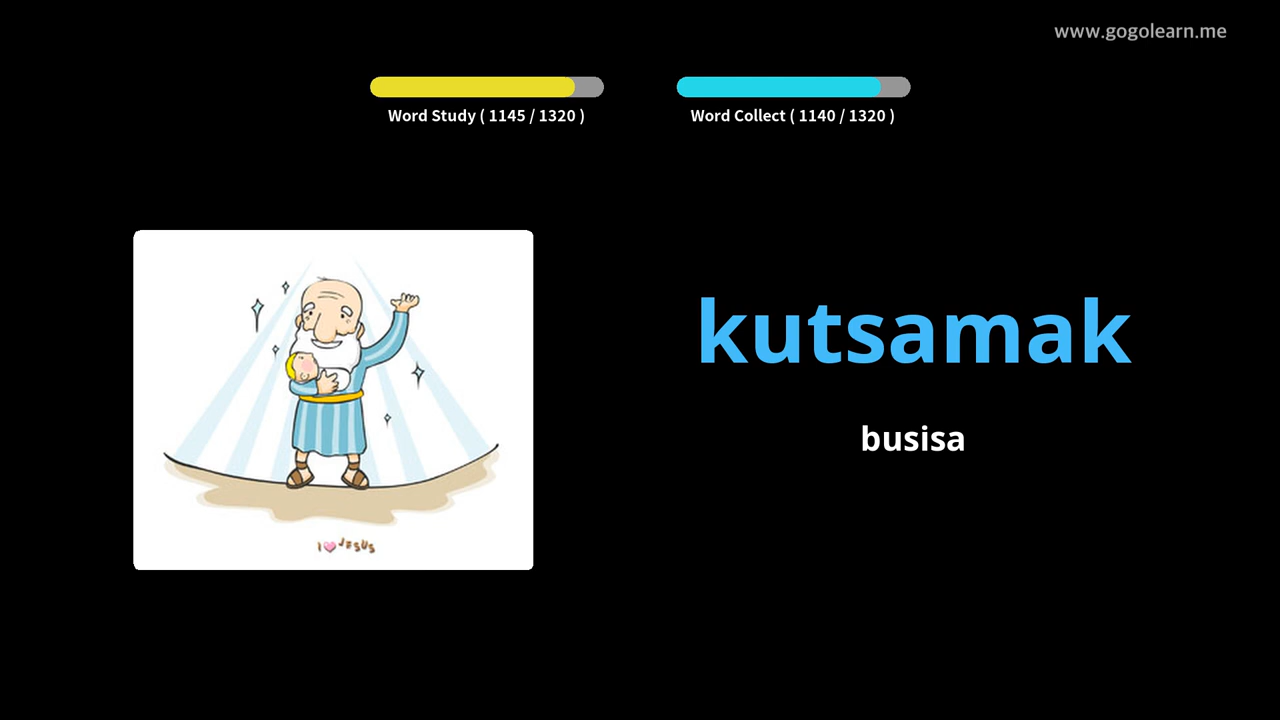 www.gogolearn.me
Word Study ( 1145 / 1320 )
Word Collect ( 1140 / 1320 )
kutsamak
busisa
I JESUS